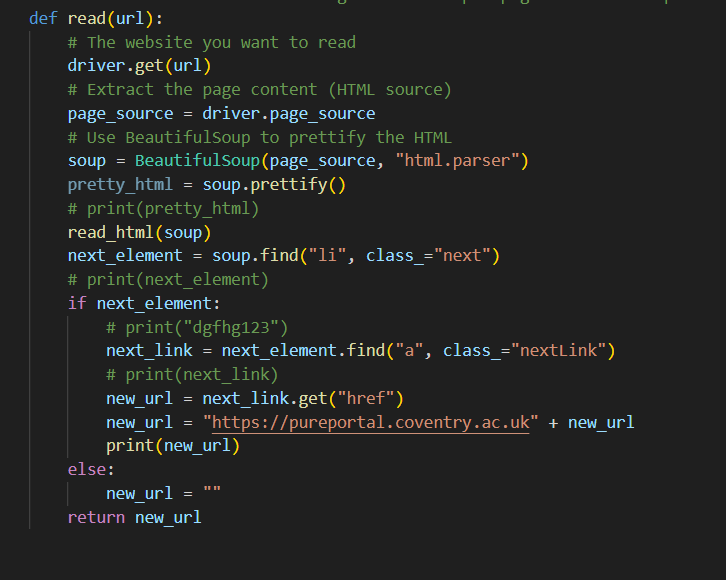 def read(url):
    # The website you want to read
    driver.get(url)
    # Extract the page content (HTML source)
    page_source = driver.page_source
    # Use BeautifulSoup to prettify the HTML
    soup = BeautifulSoup(page_source, "html.parser")
    pretty_html = soup.prettify()
    # print(pretty_html)
    read_html(soup)
    next_element = soup.find("li", class_="next")
    # print(next_element)
    if next_element:
        # print("dgfhg123")
        next_link = next_element.find("a", class_="nextLink")
        # print(next_link)
        new_url = next_link.get("href")
        new_url = "https://pureportal.coventry.ac.uk" + new_url
        print(new_url)
    else:
        new_url = ""
    return new_url